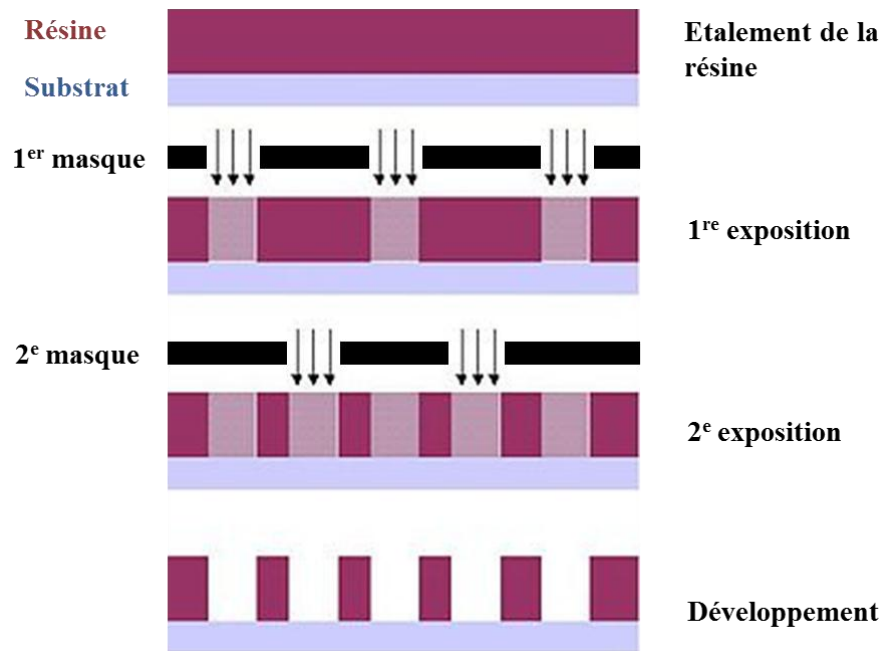 Résine
Etalement de la
résine
Substrat
1er masque
1re exposition
2e masque
2e exposition
Développement